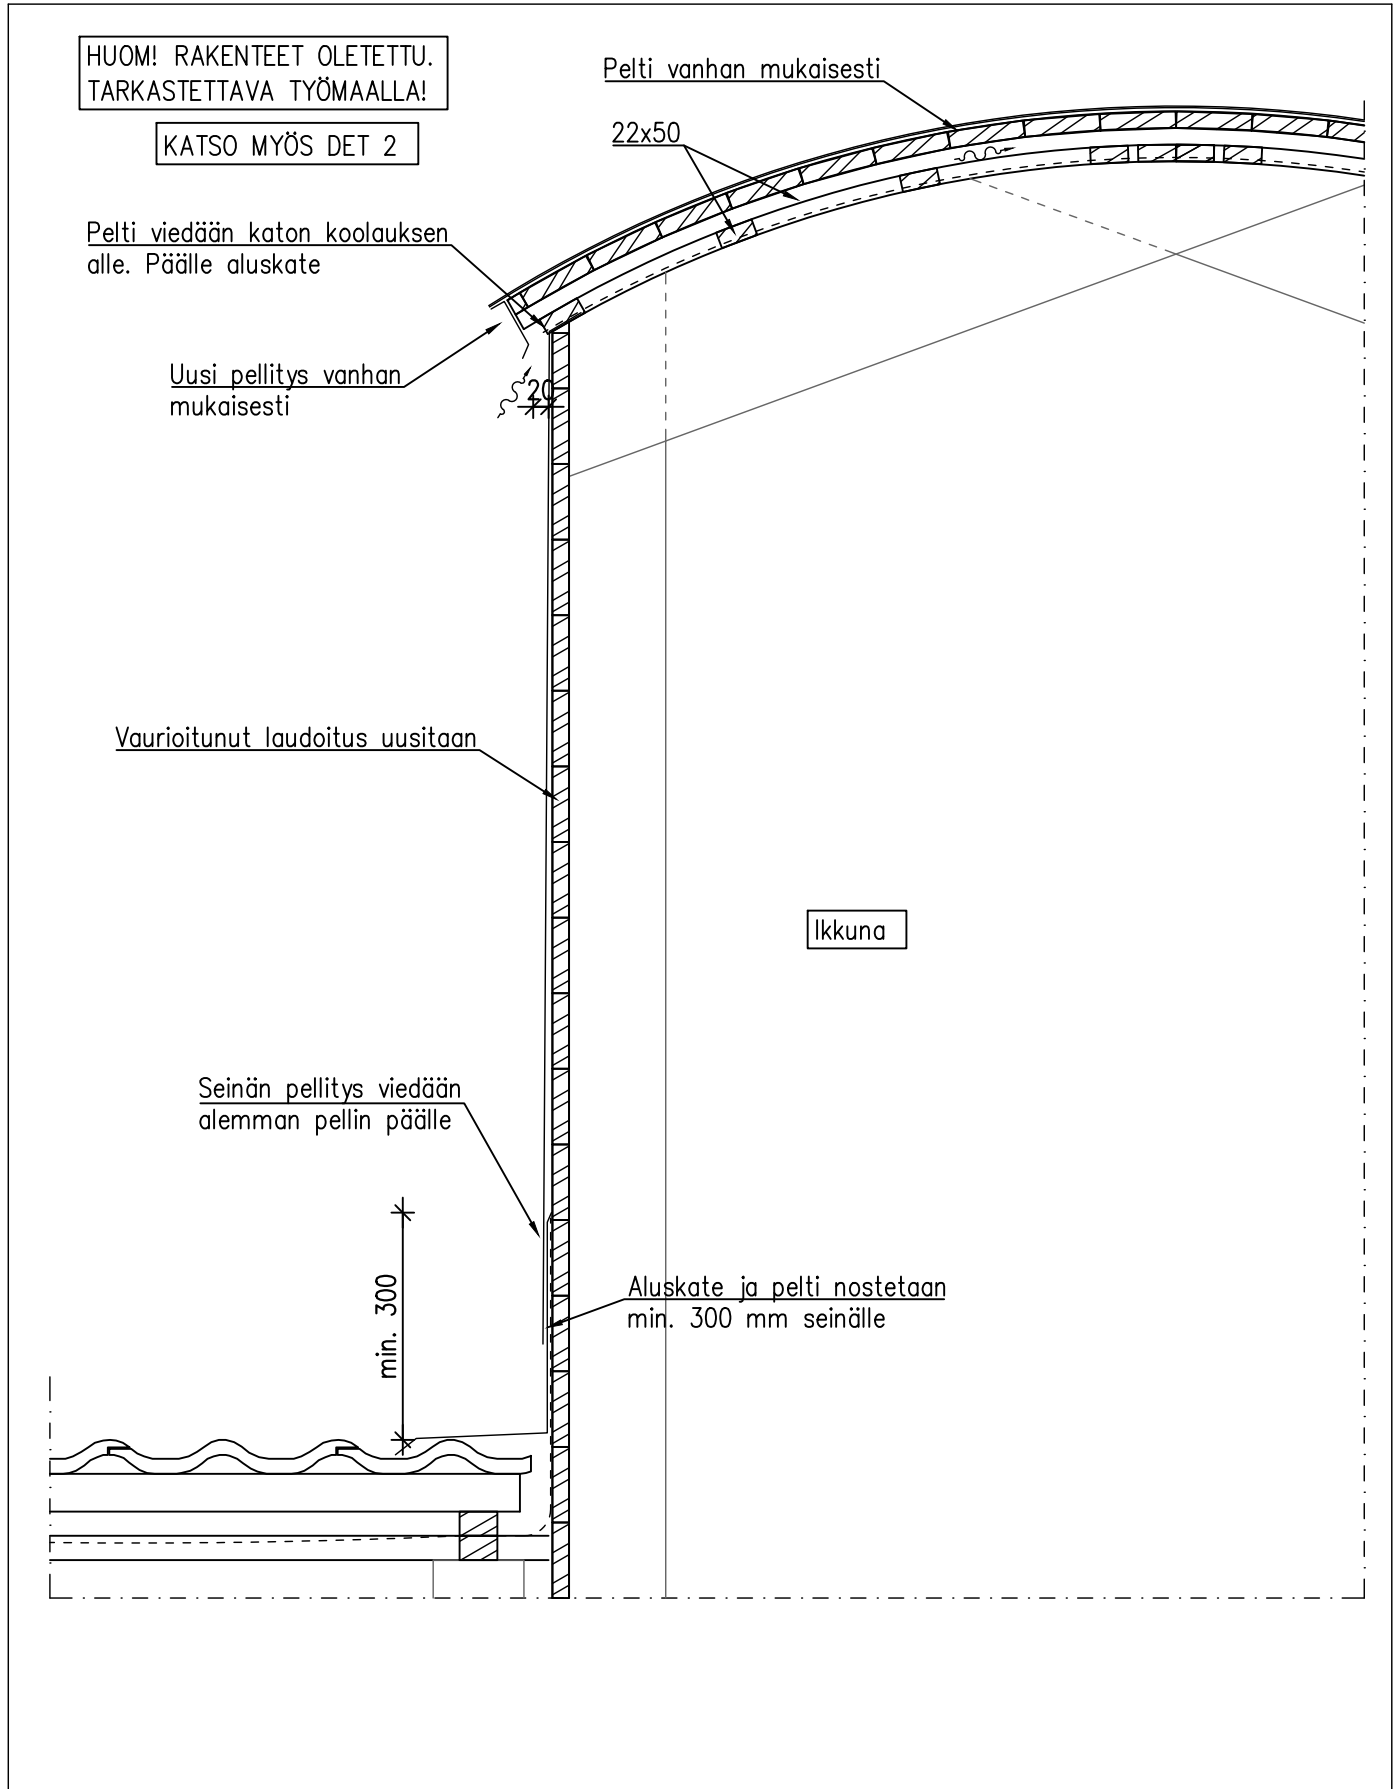 HUOM! RAKENTEET OLETETTU.
TARKASTETTAVA TYÖMAALLA!
KATSO MYÖS DET 2
Pelti vanhan mukaisesti
22x50
Pelti viedään katon koolauksen
alle. Päälle aluskate
Uusi pellitys vanhan
mukaisesti
20
Vaurioitunut laudoitus uusitaan
Ikkuna
Seinän pellitys viedään
alemman pellin päälle
min. 300
Aluskate ja pelti nostetaan
min. 300 mm seinälle